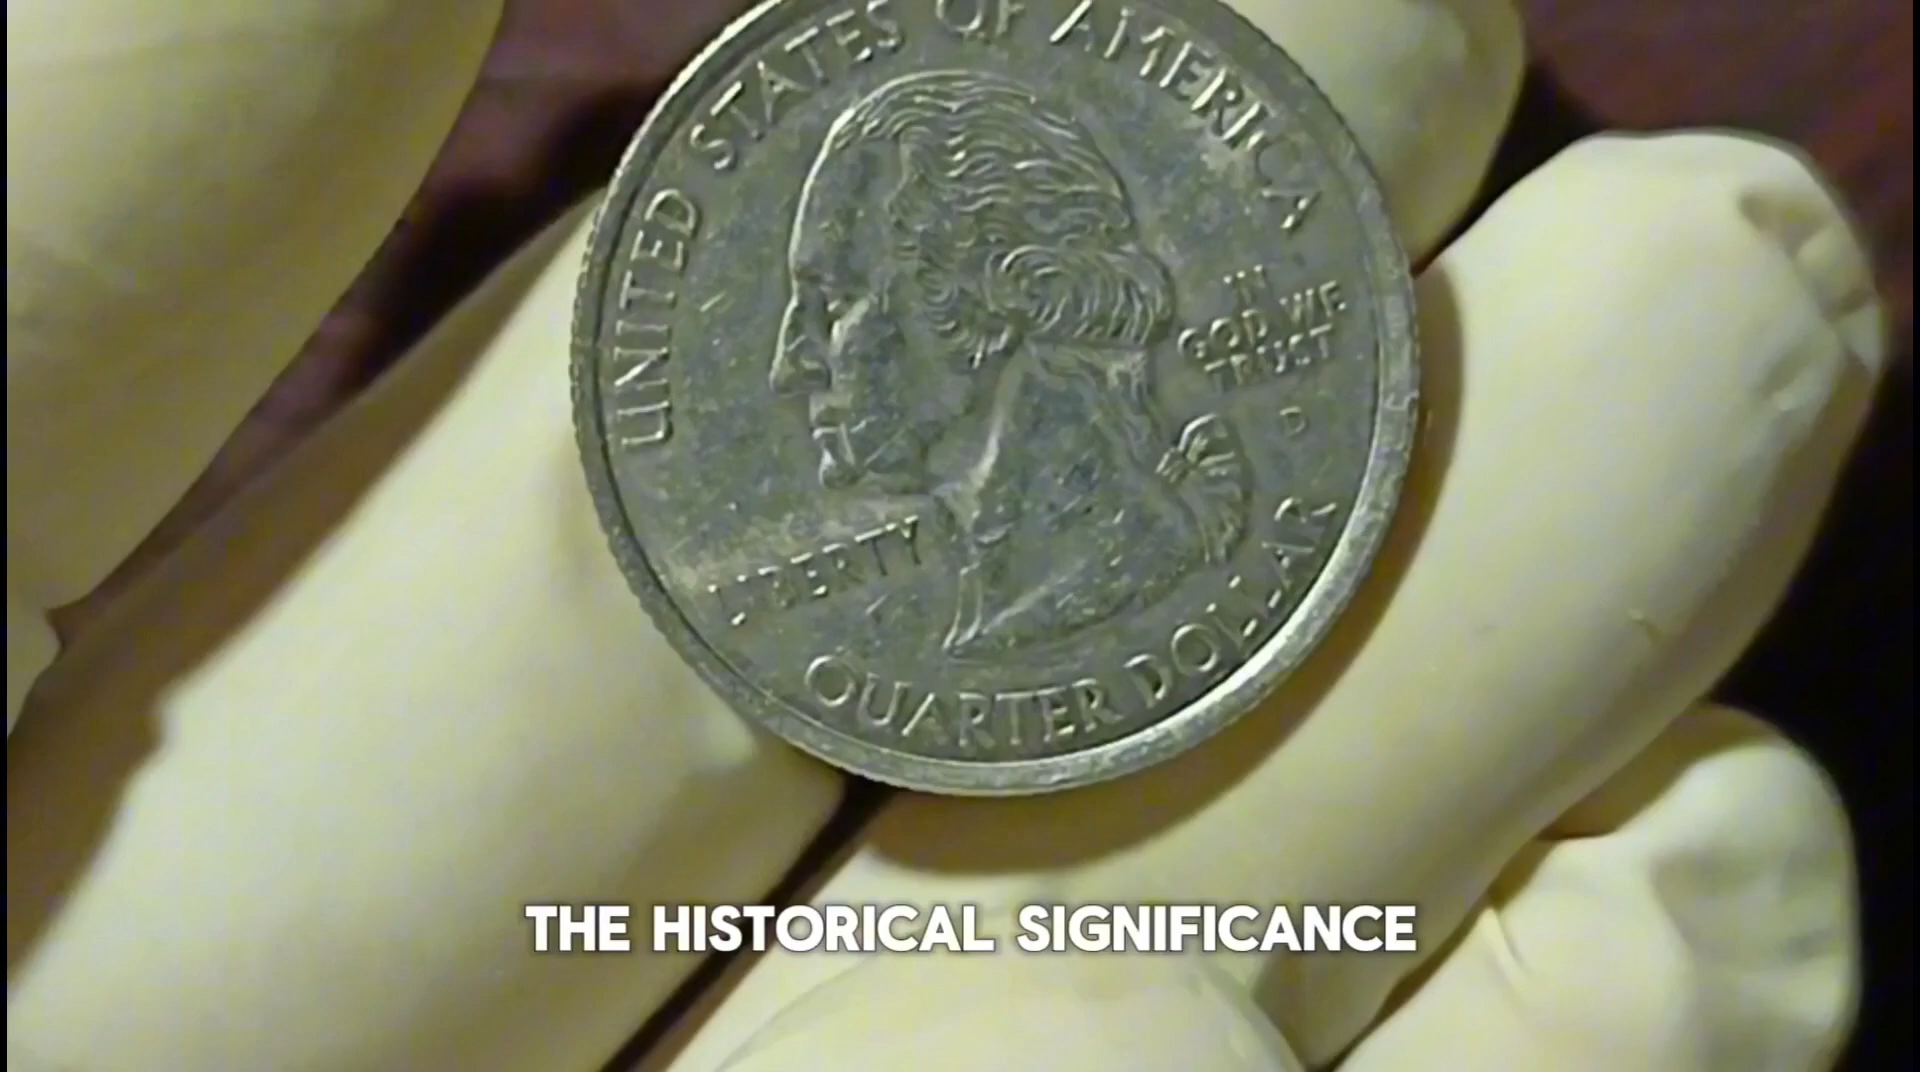 UNITED STATES OF AMERICA
LIBERTY
IN
GOD WE
TRUST
D
QUARTER DOLLAR
THE HISTORICAL SIGNIFICANCE